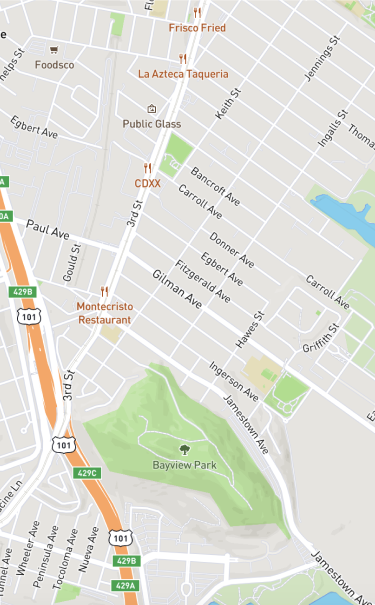 Frisco Fried
Foodsco
La Azteca Taqueria
Jennings St
Keith St
Public Glass
Ingalls St
Egbert Ave
Thomas
CDXX
Bancroft Ave
Carroll Ave
3rd St
Paul Ave
Donner Ave
Egbert Ave
Gould St
Fitzgerald Ave
Gilman Ave
Carroll Ave
429B
101
Montecristo
Restaurant
Hawes St
Griffith St
3rd St
Ingerson Ave
Jamestown Ave
101
Bayview Park
429C
Wheeler Ave
Peninsula Ave
Tocoloma Ave
Nueva Ave
101
429B
429A
Jamestown Ave